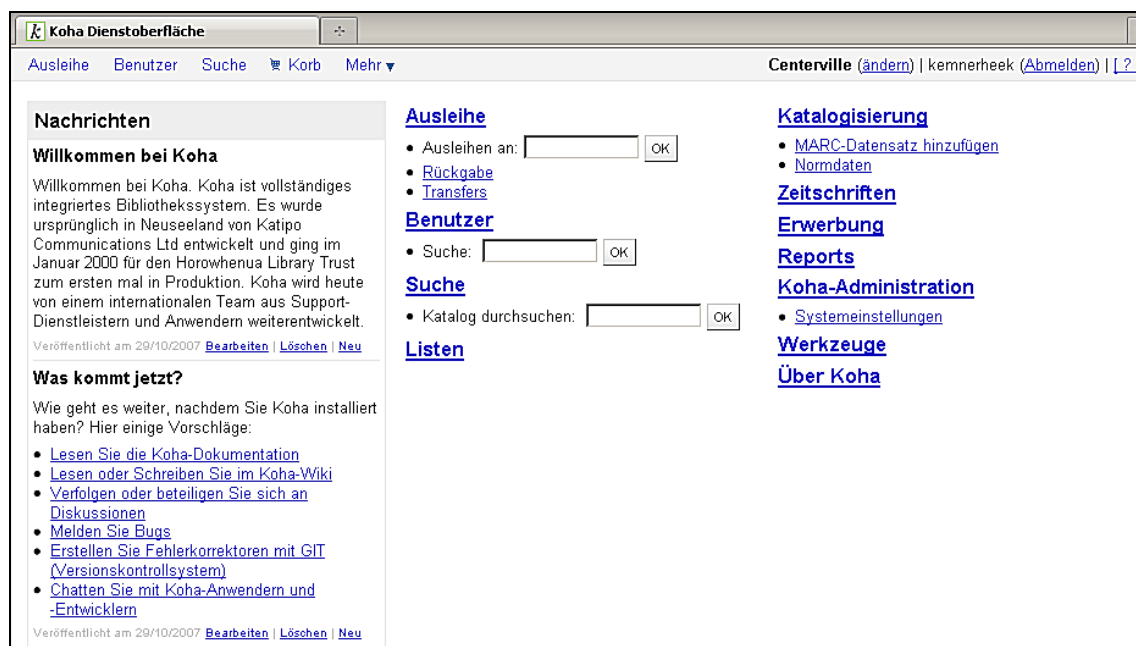 Koha Dienstoberfläche
Ausleihe Benutzer Suche Korb Mehr ▼
Centerville (ändern) | kemnerheek (Abmelden) | [ ?
Nachrichten
Willkommen bei Koha
Willkommen bei Koha. Koha ist vollständiges
integriertes Bibliothekssystem. Es wurde
ursprünglich in Neuseeland von Katipo
Communications Ltd entwickelt und ging im
Januar 2000 für den Horowhenua Library Trust
zum ersten mal in Produktion. Koha wird heute
von einem internationalen Team aus Support-
Dienstleistern und Anwendern weiterentwickelt.
Veröffentlicht am 29/10/2007 Bearbeiten | Löschen | Neu
Was kommt jetzt?
Wie geht es weiter, nachdem Sie Koha installiert
haben? Hier einige Vorschläge:
• Lesen Sie die Koha-Dokumentation
• Lesen oder Schreiben Sie im Koha-Wiki
• Verfolgen oder beteiligen Sie sich an
Diskussionen
• Melden Sie Bugs
• Erstellen Sie Fehlerkorrektoren mit GIT
(Versionskontrollsystem)
• Chatten Sie mit Koha-Anwendern und
-Entwicklern
Veröffentlicht am 29/10/2007 Bearbeiten | Löschen | Neu
Ausleihe
• Ausleihen an: OK
• Rückgabe
• Transfers
Benutzer
• Suche: OK
Suche
• Katalog durchsuchen: OK
Listen
Katalogisierung
• MARC-Datensatz hinzufügen
• Normdaten
Zeitschriften
Erwerbung
Reports
Koha-Administration
• Systemeinstellungen
Werkzeuge
Über Koha